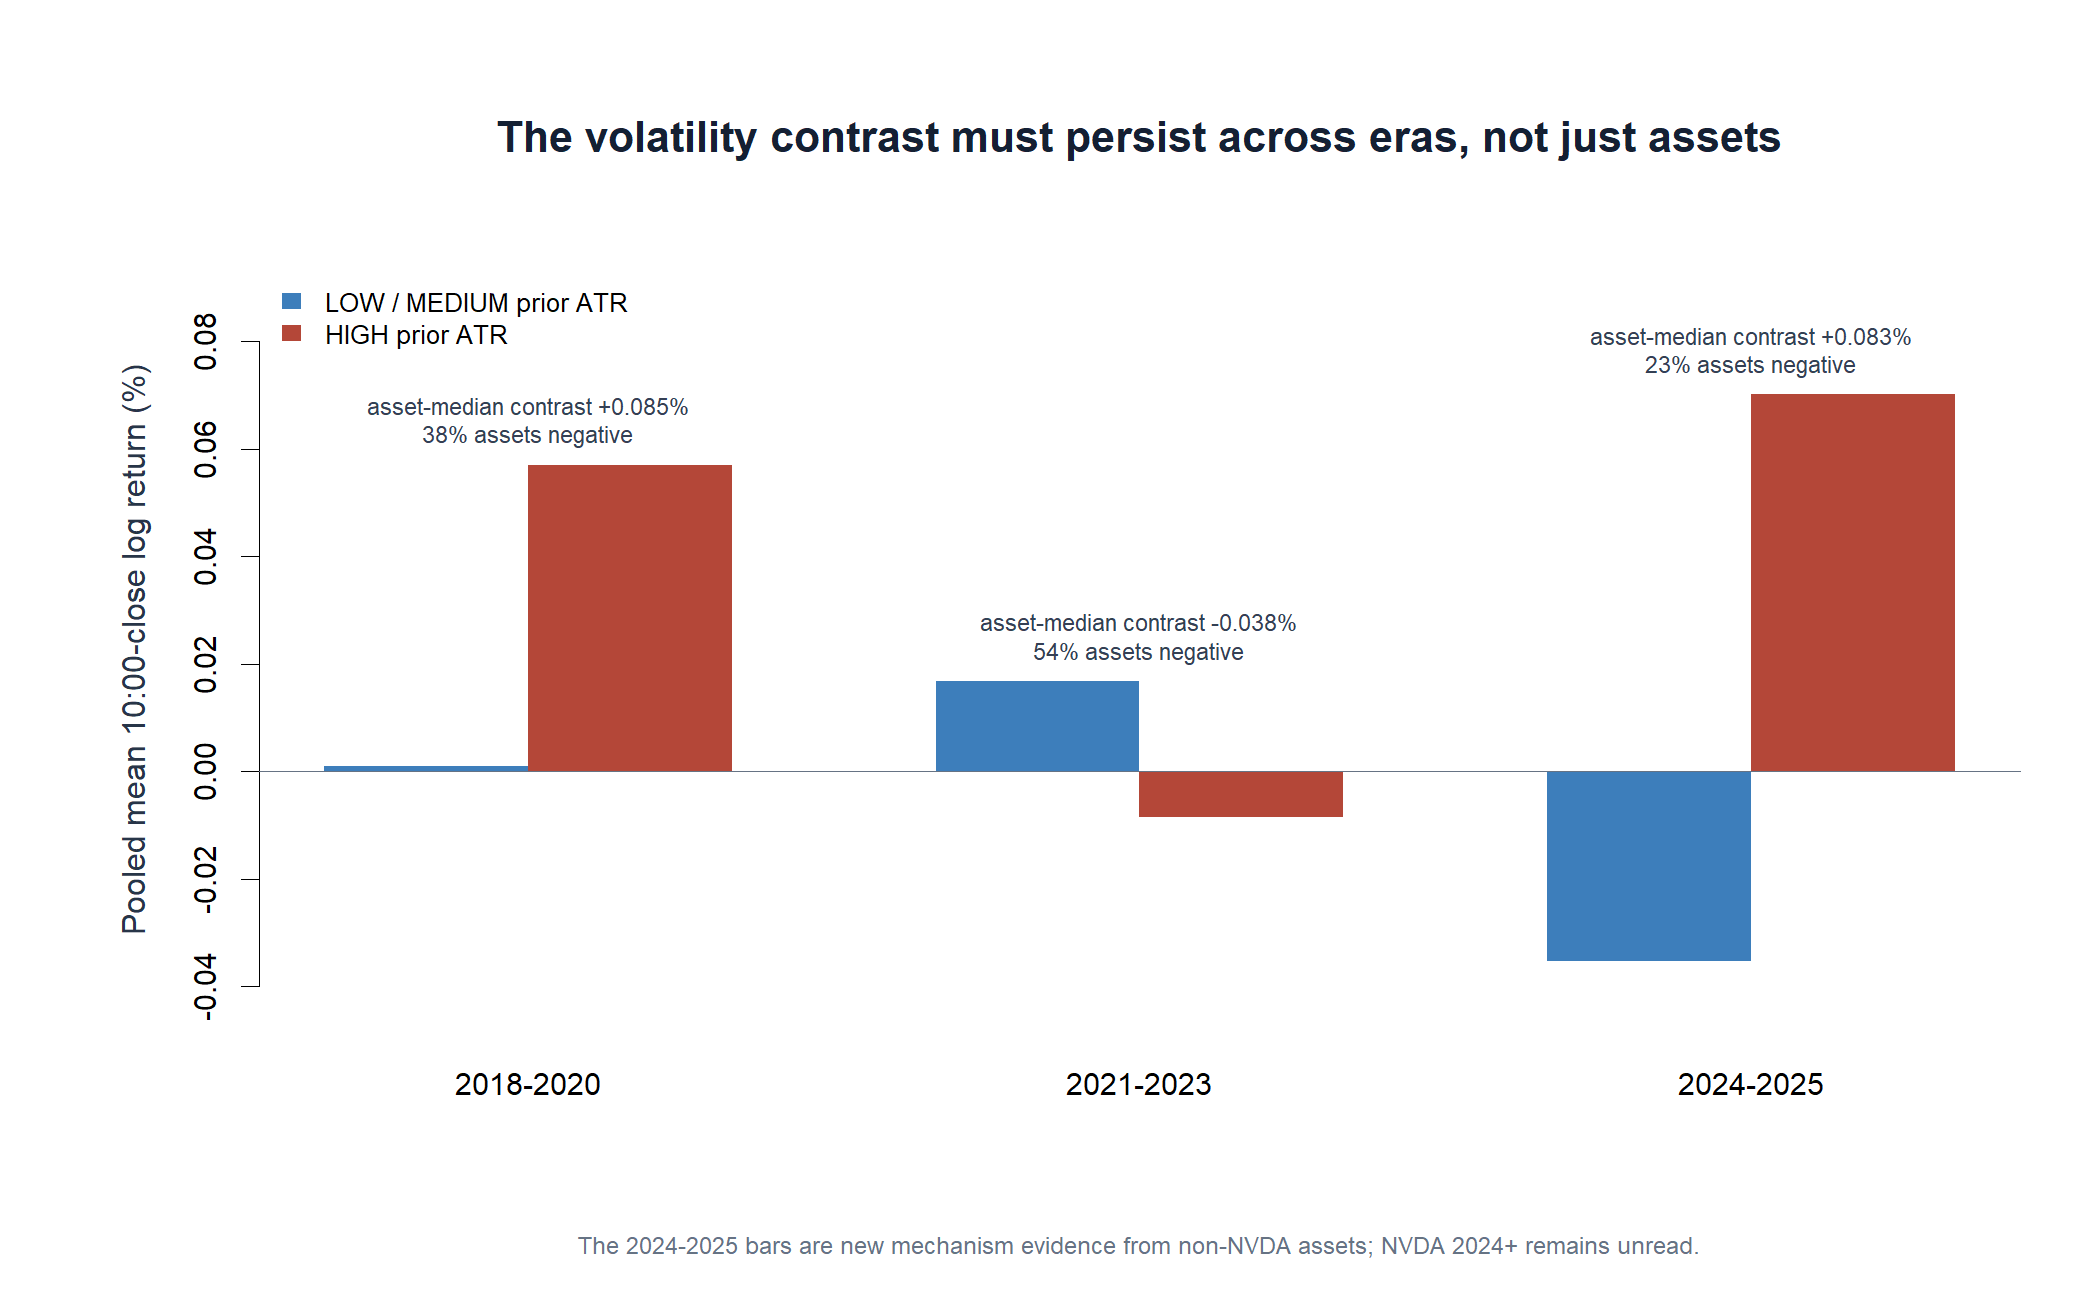 The volatility contrast must persist across eras, not just assets
LOW / MEDIUM prior ATR
HIGH prior ATR
Pooled mean 10:00-close log return (%)
0.08
0.06
0.04
0.02
0.00
-0.02
-0.04
asset-median contrast +0.085%
38% assets negative
asset-median contrast -0.038%
54% assets negative
asset-median contrast +0.083%
23% assets negative
2018-2020
2021-2023
2024-2025
The 2024-2025 bars are new mechanism evidence from non-NVDA assets; NVDA 2024+ remains unread.